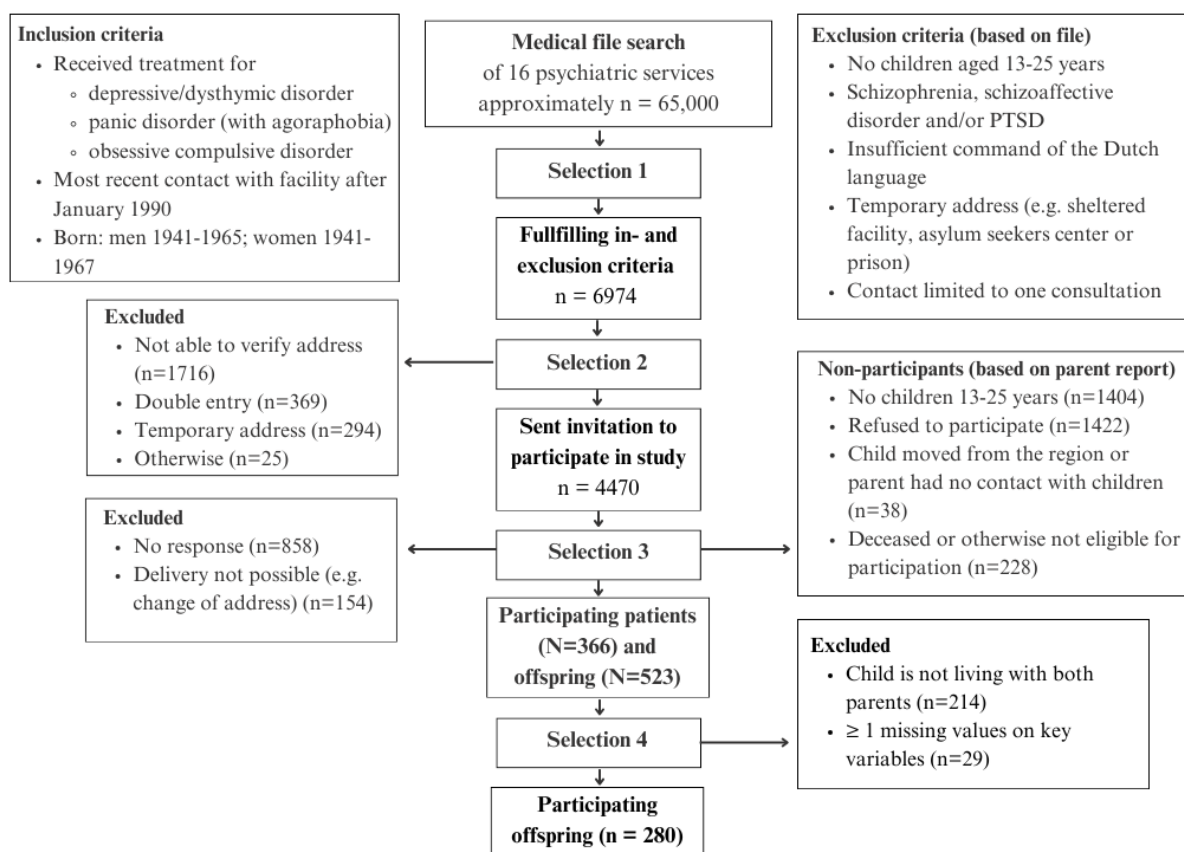 Inclusion criteria
• Received treatment for
◦ depressive/dysthymic disorder
◦ panic disorder (with agoraphobia)
◦ obsessive compulsive disorder
• Most recent contact with facility after
January 1990
• Born: men 1941-1965; women 1941-
1967
Medical file search
of 16 psychiatric services
approximately n = 65,000
Exclusion criteria (based on file)
• No children aged 13-25 years
• Schizophrenia, schizoaffective
disorder and/or PTSD
• Insufficient command of the Dutch
language
• Temporary address (e.g. sheltered
facility, asylum seekers center or
prison)
• Contact limited to one consultation
Selection 1
Fullfilling in- and
exclusion criteria
n = 6974
Excluded
• Not able to verify address
(n=1716)
• Double entry (n=369)
• Temporary address (n=294)
• Otherwise (n=25)
Selection 2
Sent invitation to
participate in study
n = 4470
Non-participants (based on parent report)
• No children 13-25 years (n=1404)
• Refused to participate (n=1422)
• Child moved from the region or
parent had no contact with children
(n=38)
• Deceased or otherwise not eligible for
participation (n=228)
Excluded
• No response (n=858)
• Delivery not possible (e.g.
change of address) (n=154)
Selection 3
Participating patients
(N=366) and
offspring (N=523)
Excluded
• Child is not living with both
parents (n=214)
• ≥ 1 missing values on key
variables (n=29)
Selection 4
Participating
offspring (n = 280)